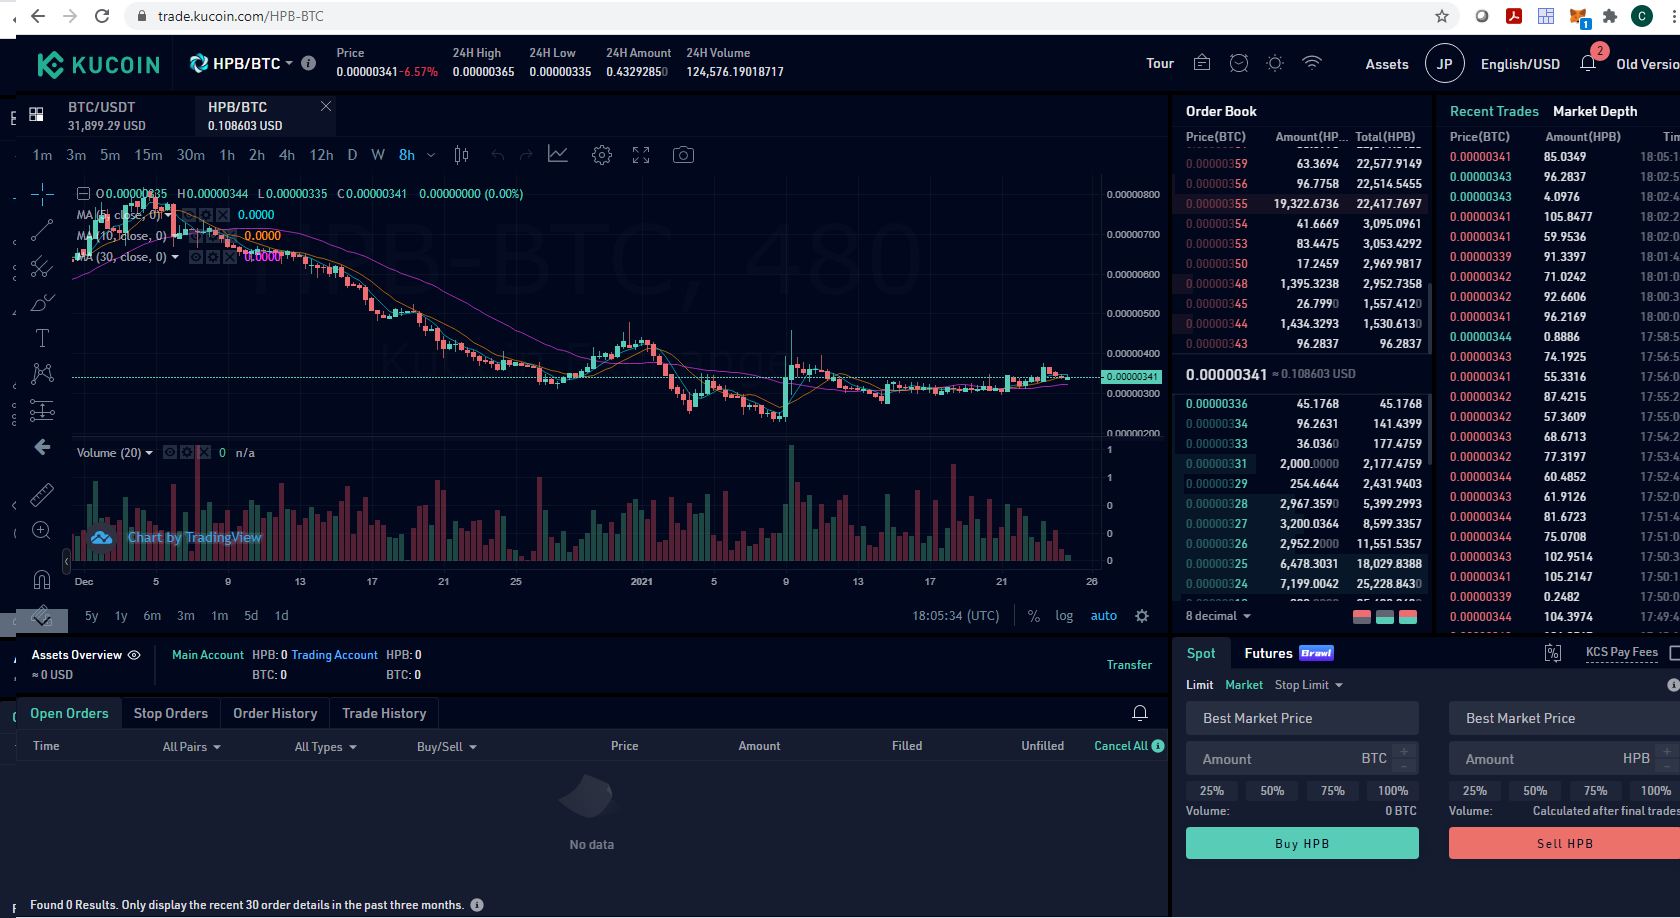 trade.kucoin.com/HPB-BTC
1
C
KUCOIN
HPB/BTC
Price
0.00000341-6.57%
24H High
0.00000365
24H Low
0.00000335
24H Amount
0.43292850
24H Volume
124,576.19018717
Tour
Assets
JP
English/USD
2
Old Versio
BTC/USDT
31,899.29 USD
HPB/BTC
0.108603 USD
1m 3m 5m 15m 30m 1h 2h 4h 12h D W 8h
O0.00000335 H0.00000344 L0.00000335 C0.00000341 0.00000000 (0.00%)
MA (5, close, 0) 0.0000
MA (10, close, 0) 0.0000
MA (30, close, 0) 0.0000
HPB-BTC, 480
0.00000800
0.00000700
0.00000600
0.00000500
0.00000400
0.00000341
0.00000300
0.00000200
Volume (20) 0 n/a
1
1
0
0
0
Chart by TradingView
Dec 5 9 13 17 21 25 2021 5 9 13 17 21 26
5y 1y 6m 3m 1m 5d 1d
18:05:34 (UTC) % log auto
Order Book
Price(BTC) Amount(HP... Total(HPB)
0.00000359 63.3694 22,577.9149
0.00000356 96.7758 22,514.5455
0.00000355 19,322.6736 22,417.7697
0.00000354 41.6669 3,095.0961
0.00000353 83.4475 3,053.4292
0.00000350 17.2459 2,969.9817
0.00000348 1,395.3238 2,952.7358
0.00000345 26.7990 1,557.4120
0.00000344 1,434.3293 1,530.6130
0.00000343 96.2837 96.2837
0.00000341 ≈ 0.108603 USD
0.00000336 45.1768 45.1768
0.00000334 96.2631 141.4399
0.00000333 36.0360 177.4759
0.00000331 2,000.0000 2,177.4759
0.00000329 254.4644 2,431.9403
0.00000328 2,967.3590 5,399.2993
0.00000327 3,200.0364 8,599.3357
0.00000326 2,952.2000 11,551.5357
0.00000325 6,478.3031 18,029.8388
0.00000324 7,199.0042 25,228.8430
8 decimal
Recent Trades Market Depth
Price(BTC) Amount(HPB) Tim
0.00000341 85.0349 18:05:1
0.00000343 96.2837 18:02:5
0.00000343 4.0976 18:02:4
0.00000341 105.8477 18:02:2
0.00000341 59.9536 18:02:0
0.00000339 91.3397 18:01:4
0.00000342 71.0242 18:01:0
0.00000342 92.6606 18:00:3
0.00000341 96.2169 18:00:0
0.00000344 0.8886 17:58:5
0.00000343 74.1925 17:56:5
0.00000341 55.3316 17:56:0
0.00000342 87.4215 17:55:2
0.00000342 57.3609 17:55:0
0.00000343 68.6713 17:54:2
0.00000342 77.3197 17:53:4
0.00000344 60.4852 17:52:4
0.00000343 61.9126 17:52:0
0.00000344 81.6723 17:51:4
0.00000344 75.0708 17:51:0
0.00000343 102.9514 17:50:3
0.00000341 105.2147 17:50:1
0.00000339 0.2482 17:50:0
0.00000344 104.3974 17:49:4
Assets Overview
≈ 0 USD
Main Account HPB: 0 Trading Account HPB: 0
BTC: 0 BTC: 0
Transfer
Open Orders Stop Orders Order History Trade History
Time All Pairs All Types Buy/Sell Price Amount Filled Unfilled Cancel All
No data
Found 0 Results. Only display the recent 30 order details in the past three months.
Spot Futures Brawl
KCS Pay Fees
Limit Market Stop Limit
Best Market Price
Amount BTC + -
25% 50% 75% 100%
Volume: 0 BTC
Buy HPB
Best Market Price
Amount HPB + -
25% 50% 75% 100%
Volume: Calculated after final trades
Sell HPB